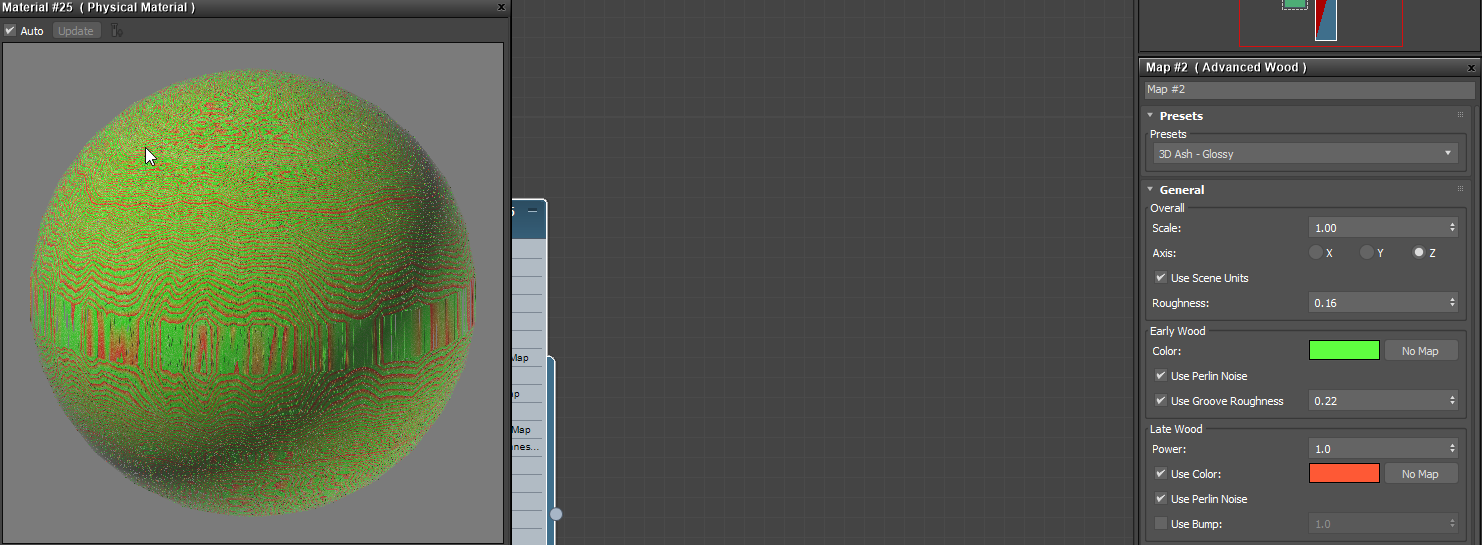 Material #25 ( Physical Material )
x
Auto
Update
Map
Map
Map #2 ( Advanced Wood )
x
Map #2
Presets
Presets
3D Ash - Glossy
General
Overall
Scale:
1.00
Axis:
X
Y
Z
Use Scene Units
Roughness:
0.16
Early Wood
Color:
No Map
Use Perlin Noise
Use Groove Roughness
0.22
Late Wood
Power:
1.0
Use Color:
No Map
Use Perlin Noise
Use Bump:
1.0